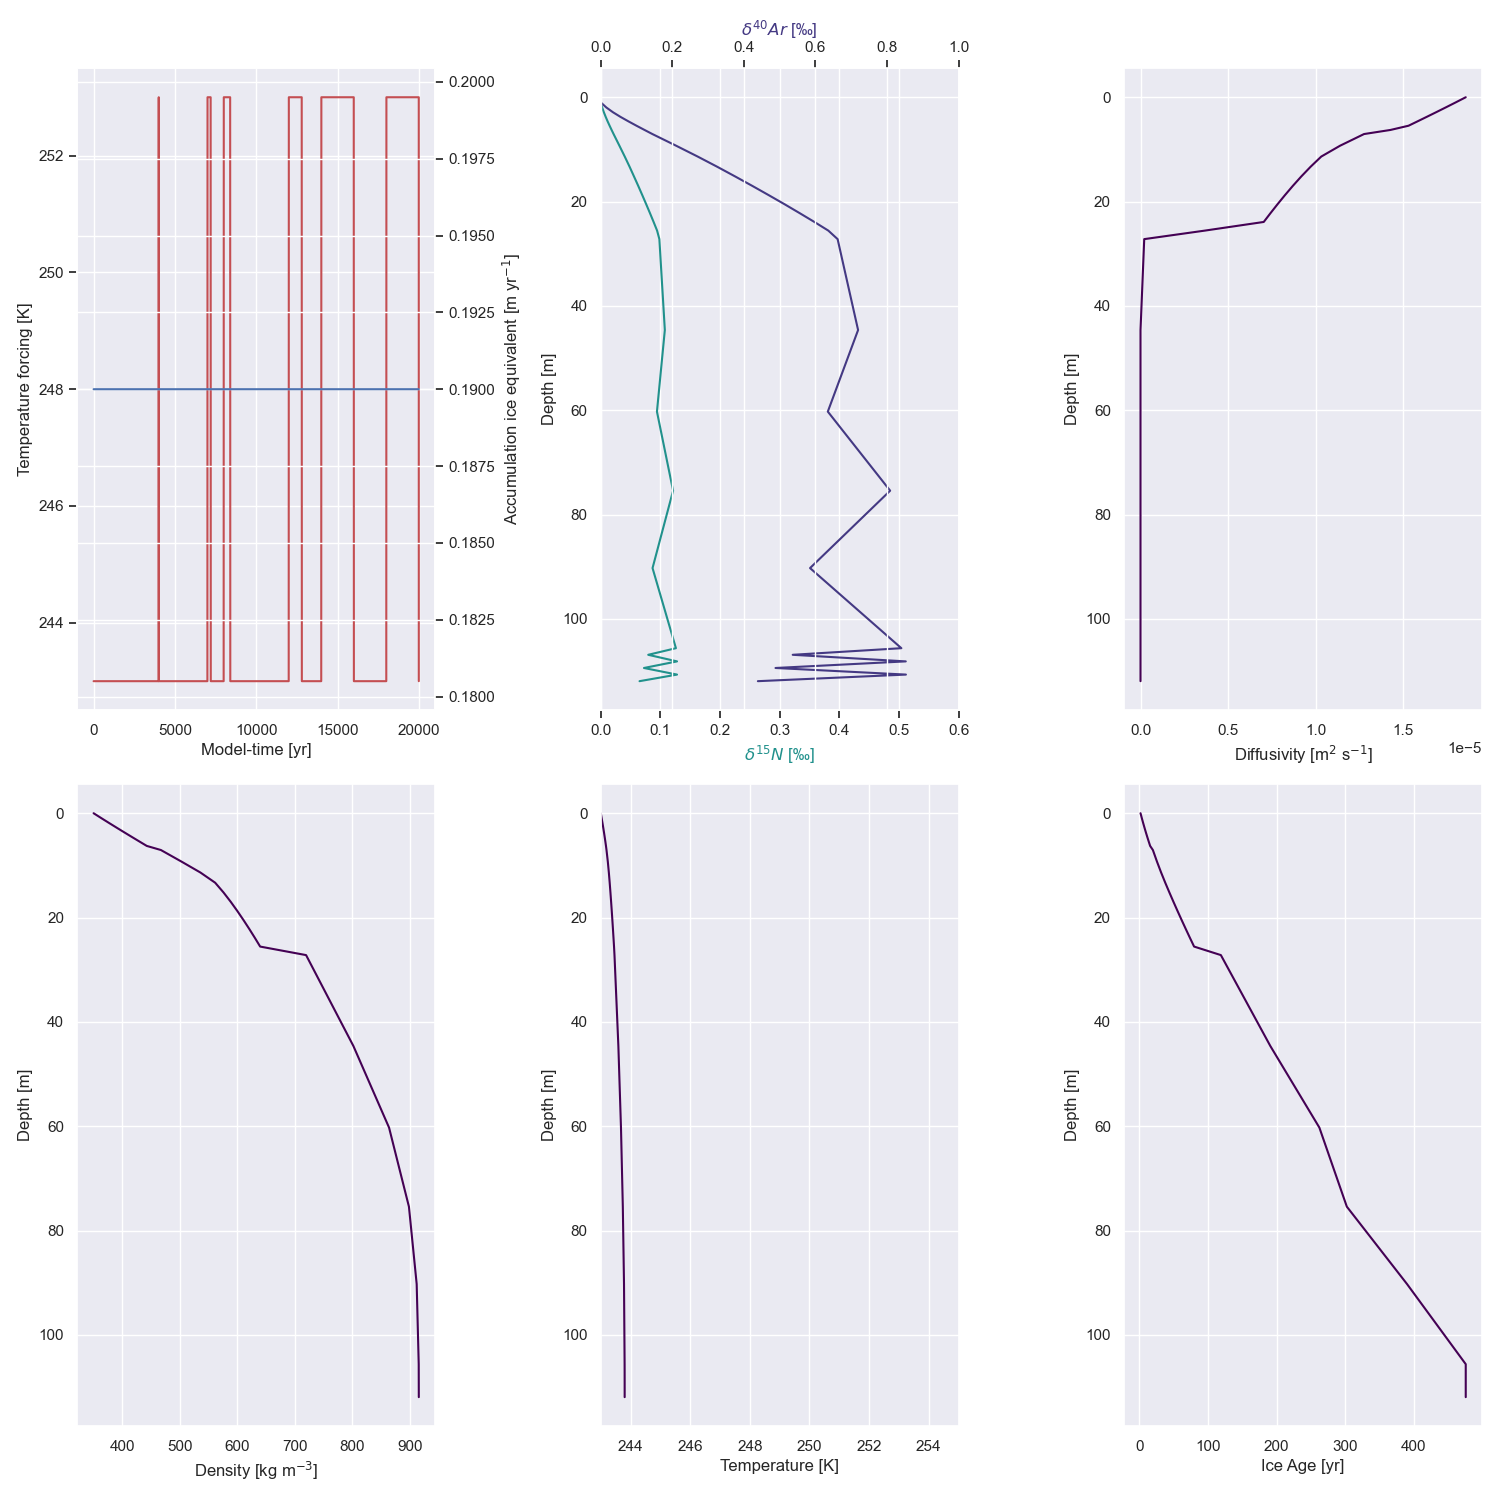 δ⁴⁰Ar [‰]
0.0 0.2 0.4 0.6 0.8 1.0
252
250
248
246
244
Temperature forcing [K]
0.2000
0.1975
0.1950
0.1925
0.1900
0.1875
0.1850
0.1825
0.1800
Accumulation ice equivalent [m yr⁻¹]
0 5000 10000 15000 20000
Model-time [yr]
0
20
40
60
80
100
Depth [m]
0.0 0.1 0.2 0.3 0.4 0.5 0.6
δ¹⁵N [‰]
0
20
40
60
80
100
Depth [m]
0.0 0.5 1.0 1.5
1e−5
Diffusivity [m² s⁻¹]
0
20
40
60
80
100
Depth [m]
400 500 600 700 800 900
Density [kg m⁻³]
0
20
40
60
80
100
Depth [m]
244 246 248 250 252 254
Temperature [K]
0
20
40
60
80
100
Depth [m]
0 100 200 300 400
Ice Age [yr]